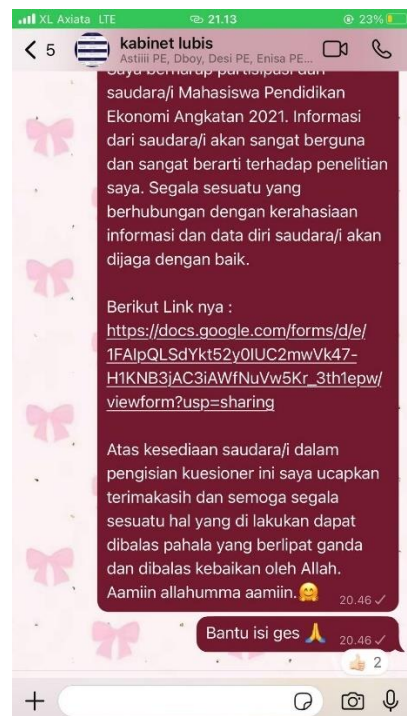 XL Axiata LTE 21.13 23%
5 kabinet lubis
Astiiii PE, Dboy, Desi PE, Enisa PE...
Saya berharap partisipasi dari
saudara/i Mahasiswa Pendidikan
Ekonomi Angkatan 2021. Informasi
dari saudara/i akan sangat berguna
dan sangat berarti terhadap penelitian
saya. Segala sesuatu yang
berhubungan dengan kerahasiaan
informasi dan data diri saudara/i akan
dijaga dengan baik.
Berikut Link nya :
https://docs.google.com/forms/d/e/
1FAIpQLSdYkt52y0IUC2mwVk47-
H1KNB3jAC3iAWfNuVw5Kr_3th1epw/
viewform?usp=sharing
Atas kesediaan saudara/i dalam
pengisian kuesioner ini saya ucapkan
terimakasih dan semoga segala
sesuatu hal yang di lakukan dapat
dibalas pahala yang berlipat ganda
dan dibalas kebaikan oleh Allah.
Aamiin allahumma aamiin.🤗 20.46
Bantu isi ges 🙏 20.46
👍 2